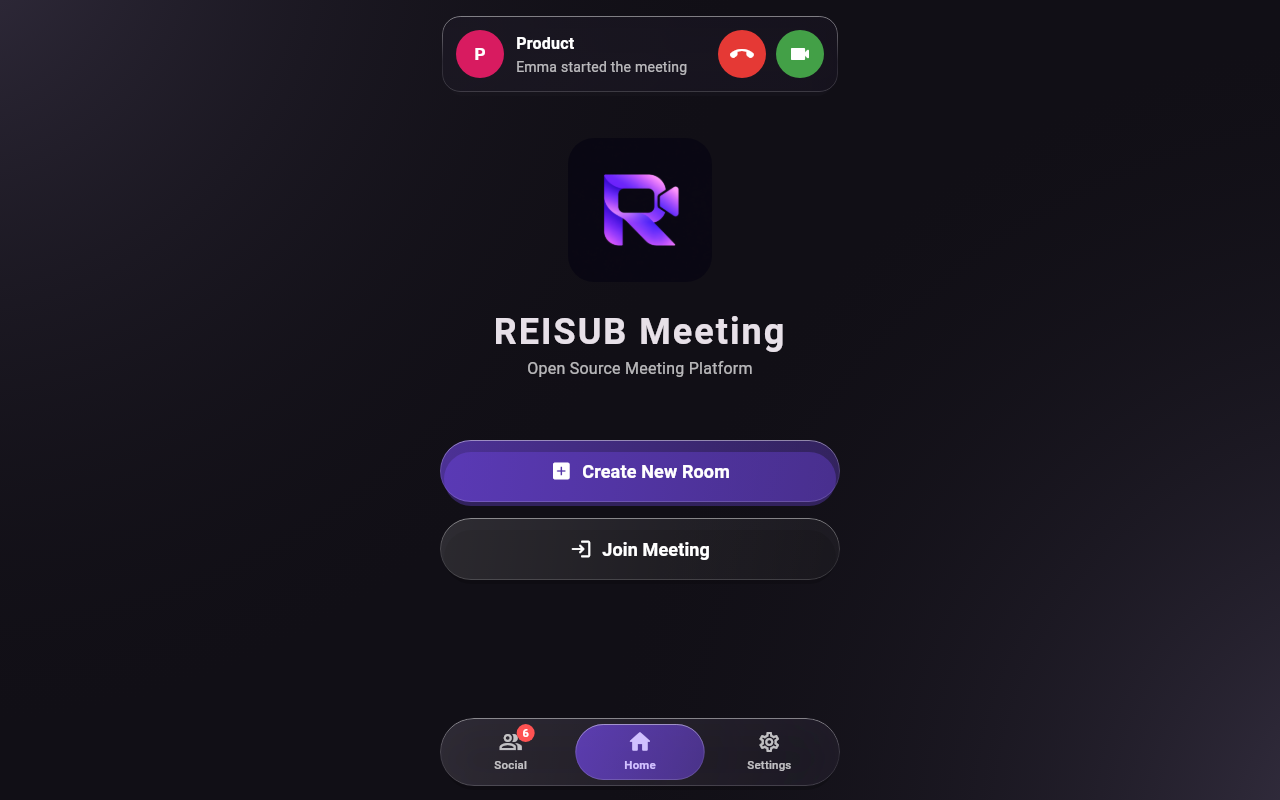 P
Product
Emma started the meeting
REISUB Meeting
Open Source Meeting Platform
Create New Room
Join Meeting
6
Social
Home
Settings